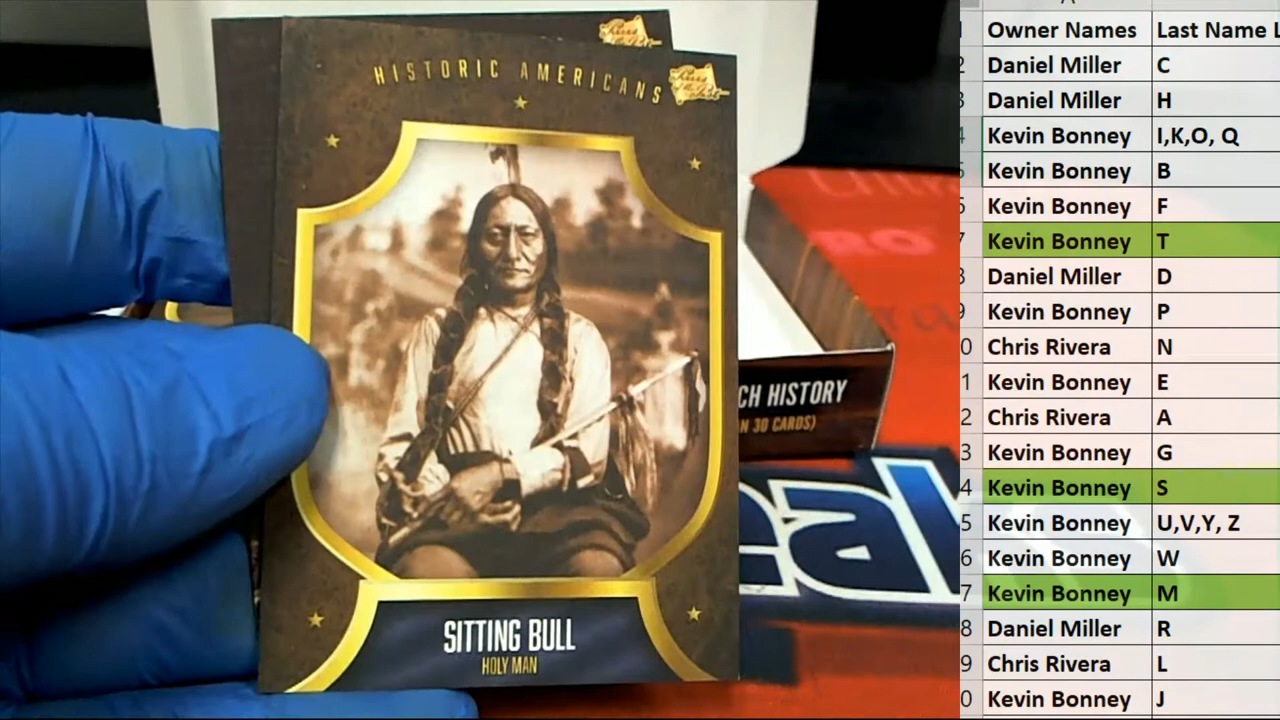 HISTORIC AMERICANS
SITTING BULL
HOLY MAN
CH HISTORY
N 30 CARDS)
RO
eal
Owner Names Last Name L
Daniel Miller C
Daniel Miller H
Kevin Bonney I,K,O, Q
Kevin Bonney B
Kevin Bonney F
Kevin Bonney T
Daniel Miller D
Kevin Bonney P
Chris Rivera N
Kevin Bonney E
Chris Rivera A
Kevin Bonney G
Kevin Bonney S
Kevin Bonney U,V,Y, Z
Kevin Bonney W
Kevin Bonney M
Daniel Miller R
Chris Rivera L
Kevin Bonney J